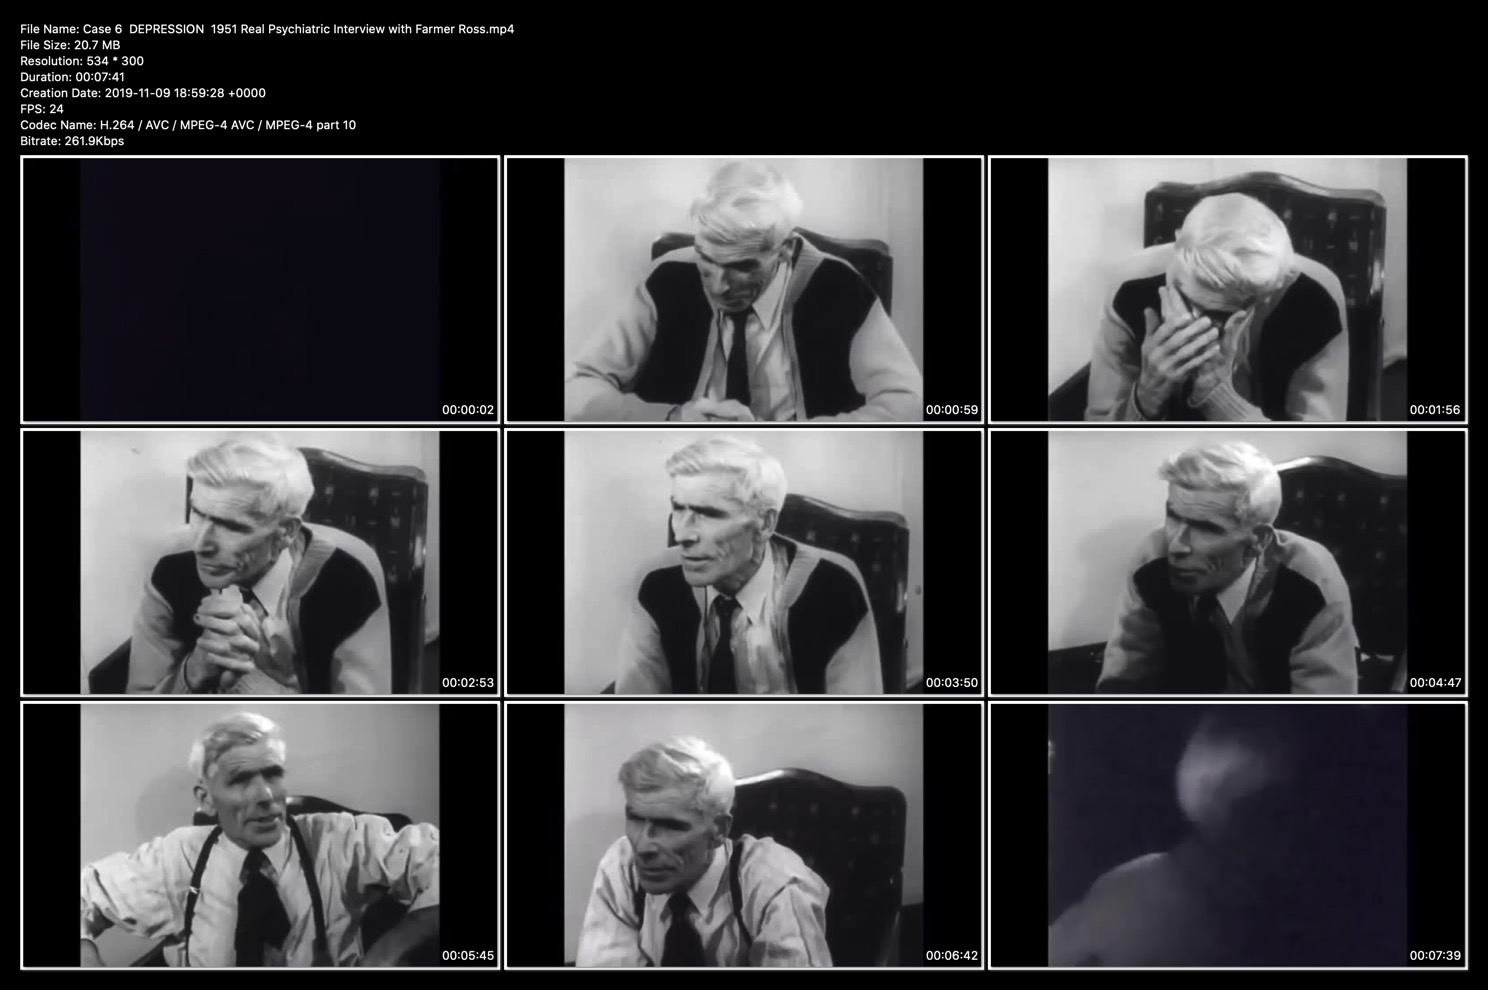 File Name: Case 6  DEPRESSION  1951 Real Psychiatric Interview with Farmer Ross.mp4
File Size: 20.7 MB
Resolution: 534 * 300
Duration: 00:07:41
Creation Date: 2019-11-09 18:59:28 +0000
FPS: 24
Codec Name: H.264 / AVC / MPEG-4 AVC / MPEG-4 part 10
Bitrate: 261.9Kbps
00:00:02
00:00:59
00:01:56
00:02:53
00:03:50
00:04:47
00:05:45
00:06:42
00:07:39